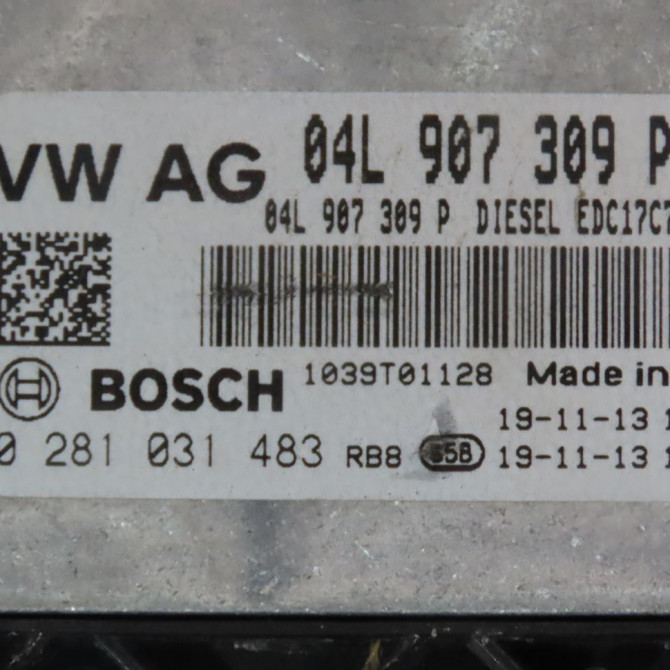 VW AG 04L 907 309 P
04L 907 309 P DIESEL EDC17C7
BOSCH 1039T01128 Made in
19-11-13
0 281 031 483 RB8 19-11-13